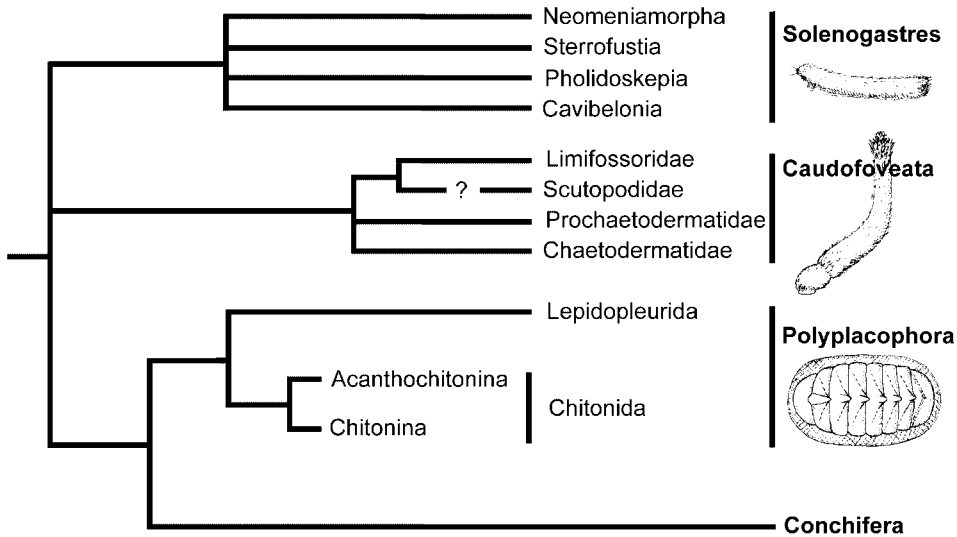 Neomeniamorpha
Sterrofustia
Pholidoskepia
Cavibelonia
Solenogastres
Limifossoridae
?
Scutopodidae
Prochaetodermatidae
Chaetodermatidae
Caudofoveata
Lepidopleurida
Acanthochitonina
Chitonina
Chitonida
Polyplacophora
Conchifera